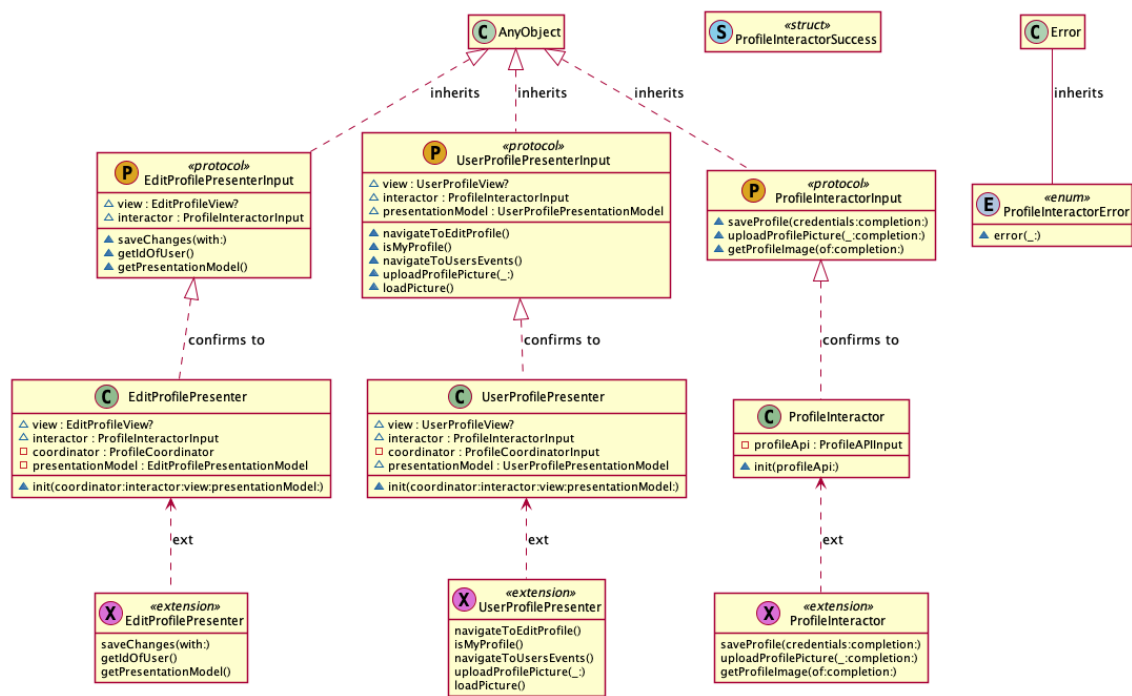 C AnyObject
«struct»
S ProfileInteractorSuccess
C Error
inherits
inherits
inherits
inherits
«protocol»
P EditProfilePresenterInput
view : EditProfileView?
interactor : ProfileInteractorInput
saveChanges(with:)
getIdOfUser()
getPresentationModel()
«protocol»
P UserProfilePresenterInput
view : UserProfileView?
interactor : ProfileInteractorInput
presentationModel : UserProfilePresentationModel
navigateToEditProfile()
isMyProfile()
navigateToUsersEvents()
uploadProfilePicture(_:)
loadPicture()
«protocol»
P ProfileInteractorInput
saveProfile(credentials:completion:)
uploadProfilePicture(_:completion:)
getProfileImage(of:completion:)
«enum»
E ProfileInteractorError
error(_:)
confirms to
confirms to
confirms to
C EditProfilePresenter
view : EditProfileView?
interactor : ProfileInteractorInput
coordinator : ProfileCoordinator
presentationModel : EditProfilePresentationModel
init(coordinator:interactor:view:presentationModel:)
C UserProfilePresenter
view : UserProfileView?
interactor : ProfileInteractorInput
coordinator : ProfileCoordinatorInput
presentationModel : UserProfilePresentationModel
init(coordinator:interactor:view:presentationModel:)
C ProfileInteractor
profileApi : ProfileAPIInput
init(profileApi:)
ext
ext
ext
«extension»
X EditProfilePresenter
saveChanges(with:)
getIdOfUser()
getPresentationModel()
«extension»
X UserProfilePresenter
navigateToEditProfile()
isMyProfile()
navigateToUsersEvents()
uploadProfilePicture(_:)
loadPicture()
«extension»
X ProfileInteractor
saveProfile(credentials:completion:)
uploadProfilePicture(_:completion:)
getProfileImage(of:completion:)